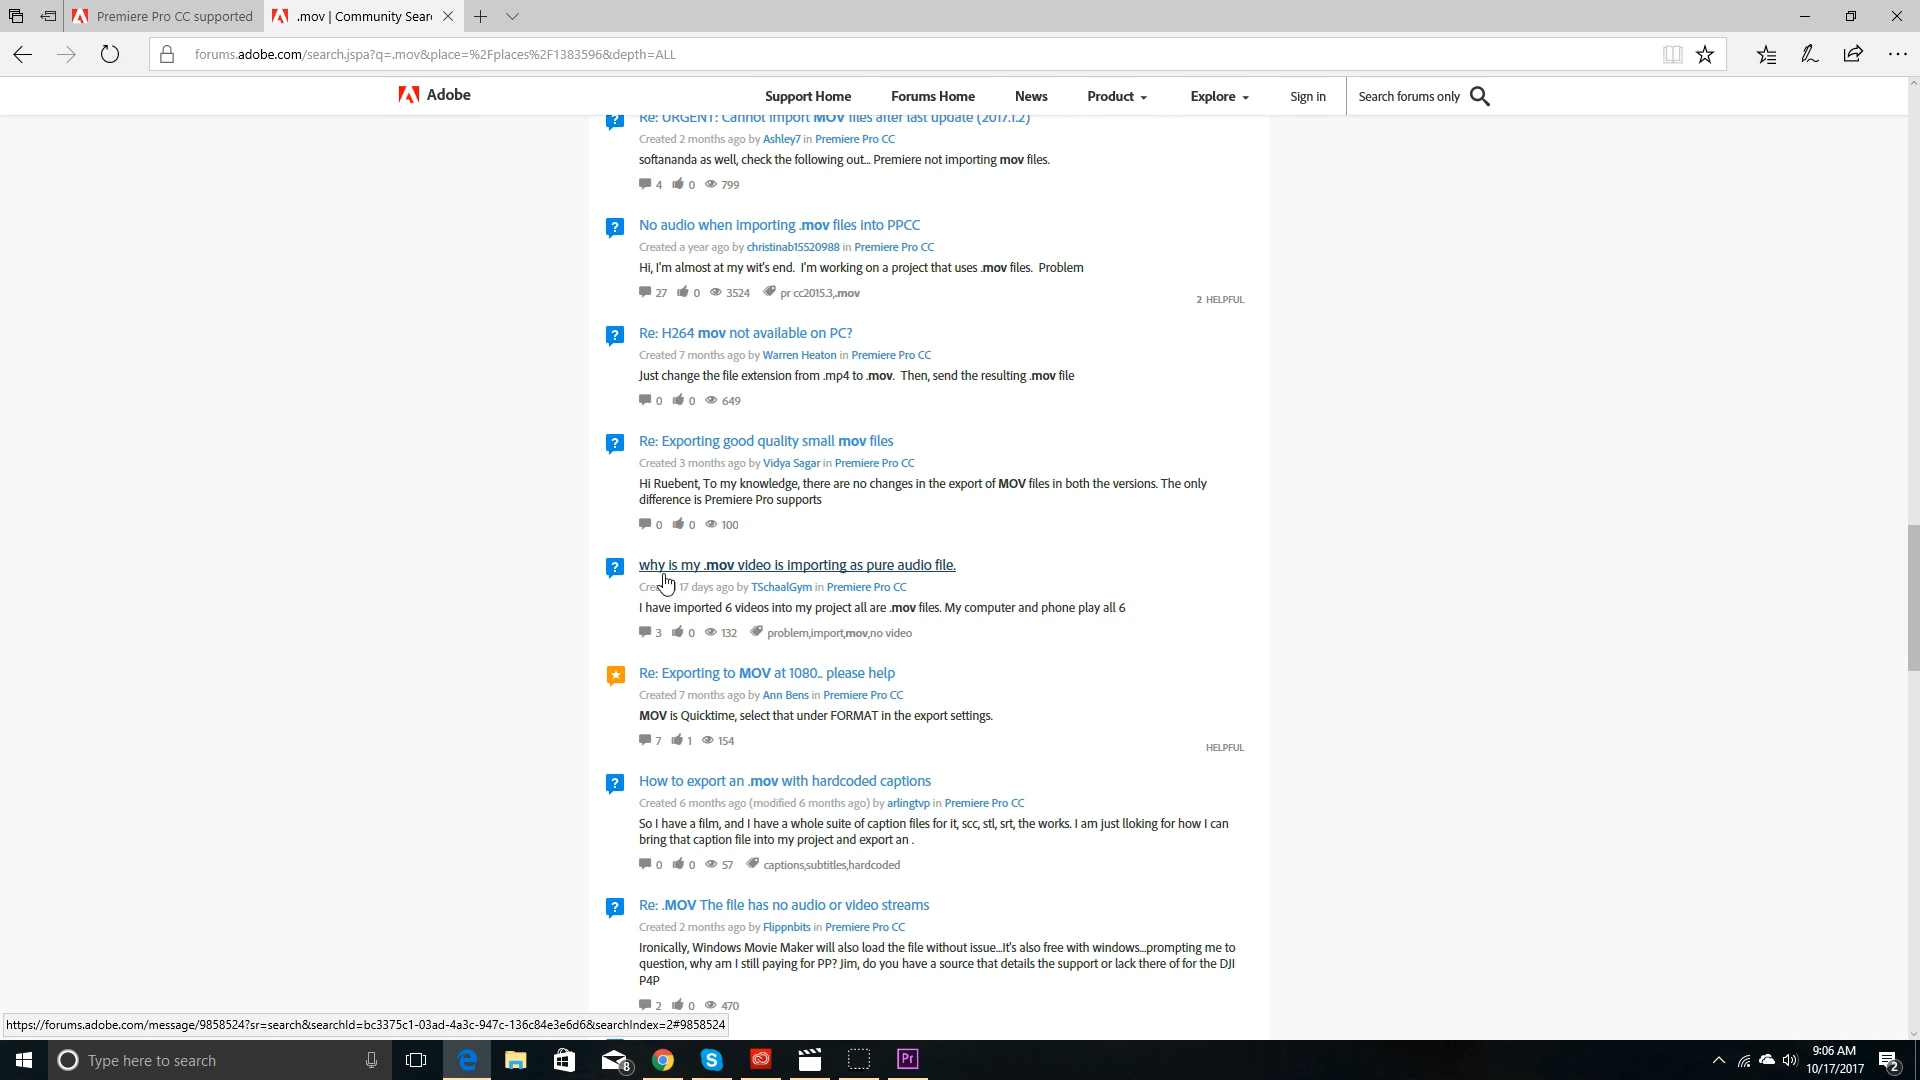 Premiere Pro CC supported
.mov | Community Sear
forums.adobe.com/search.jspa?q=.mov&place=%2Fplaces%2F1383596&depth=ALL
Adobe
Support Home
Forums Home
News
Product
Explore
Sign in
Search forums only
Re: URGENT: Cannot import MOV files after last update (2017.1.2)
Created 2 months ago by Ashley7 in Premiere Pro CC
softananda as well, check the following out... Premiere not importing mov files.
4 0 799
No audio when importing .mov files into PPCC
Created a year ago by christinab15520988 in Premiere Pro CC
Hi, I'm almost at my wit's end. I'm working on a project that uses .mov files. Problem
27 0 3524 pr cc2015.3,.mov
2 HELPFUL
Re: H264 mov not available on PC?
Created 7 months ago by Warren Heaton in Premiere Pro CC
Just change the file extension from .mp4 to .mov. Then, send the resulting .mov file
0 0 649
Re: Exporting good quality small mov files
Created 3 months ago by Vidya Sagar in Premiere Pro CC
Hi Ruebent, To my knowledge, there are no changes in the export of MOV files in both the versions. The only
difference is Premiere Pro supports
0 0 100
why is my .mov video is importing as pure audio file.
Cre 17 days ago by TSchaalGym in Premiere Pro CC
I have imported 6 videos into my project all are .mov files. My computer and phone play all 6
3 0 132 problem,import,mov,no video
Re: Exporting to MOV at 1080.. please help
Created 7 months ago by Ann Bens in Premiere Pro CC
MOV is Quicktime, select that under FORMAT in the export settings.
7 1 154
HELPFUL
How to export an .mov with hardcoded captions
Created 6 months ago (modified 6 months ago) by arlingtvp in Premiere Pro CC
So I have a film, and I have a whole suite of caption files for it, scc, stl, srt, the works. I am just lloking for how I can
bring that caption file into my project and export an .
0 0 57 captions,subtitles,hardcoded
Re: .MOV The file has no audio or video streams
Created 2 months ago by Flippnbits in Premiere Pro CC
Ironically, Windows Movie Maker will also load the file without issue...It's also free with windows...prompting me to
question, why am I still paying for PP? Jim, do you have a source that details the support or lack there of for the DJI
P4P
2 0 470
https://forums.adobe.com/message/9858524?sr=search&searchId=bc3375c1-03ad-4a3c-947c-136c84e3e6d6&searchIndex=2#9858524
Type here to search
8
Pr
9:06 AM
10/17/2017
2